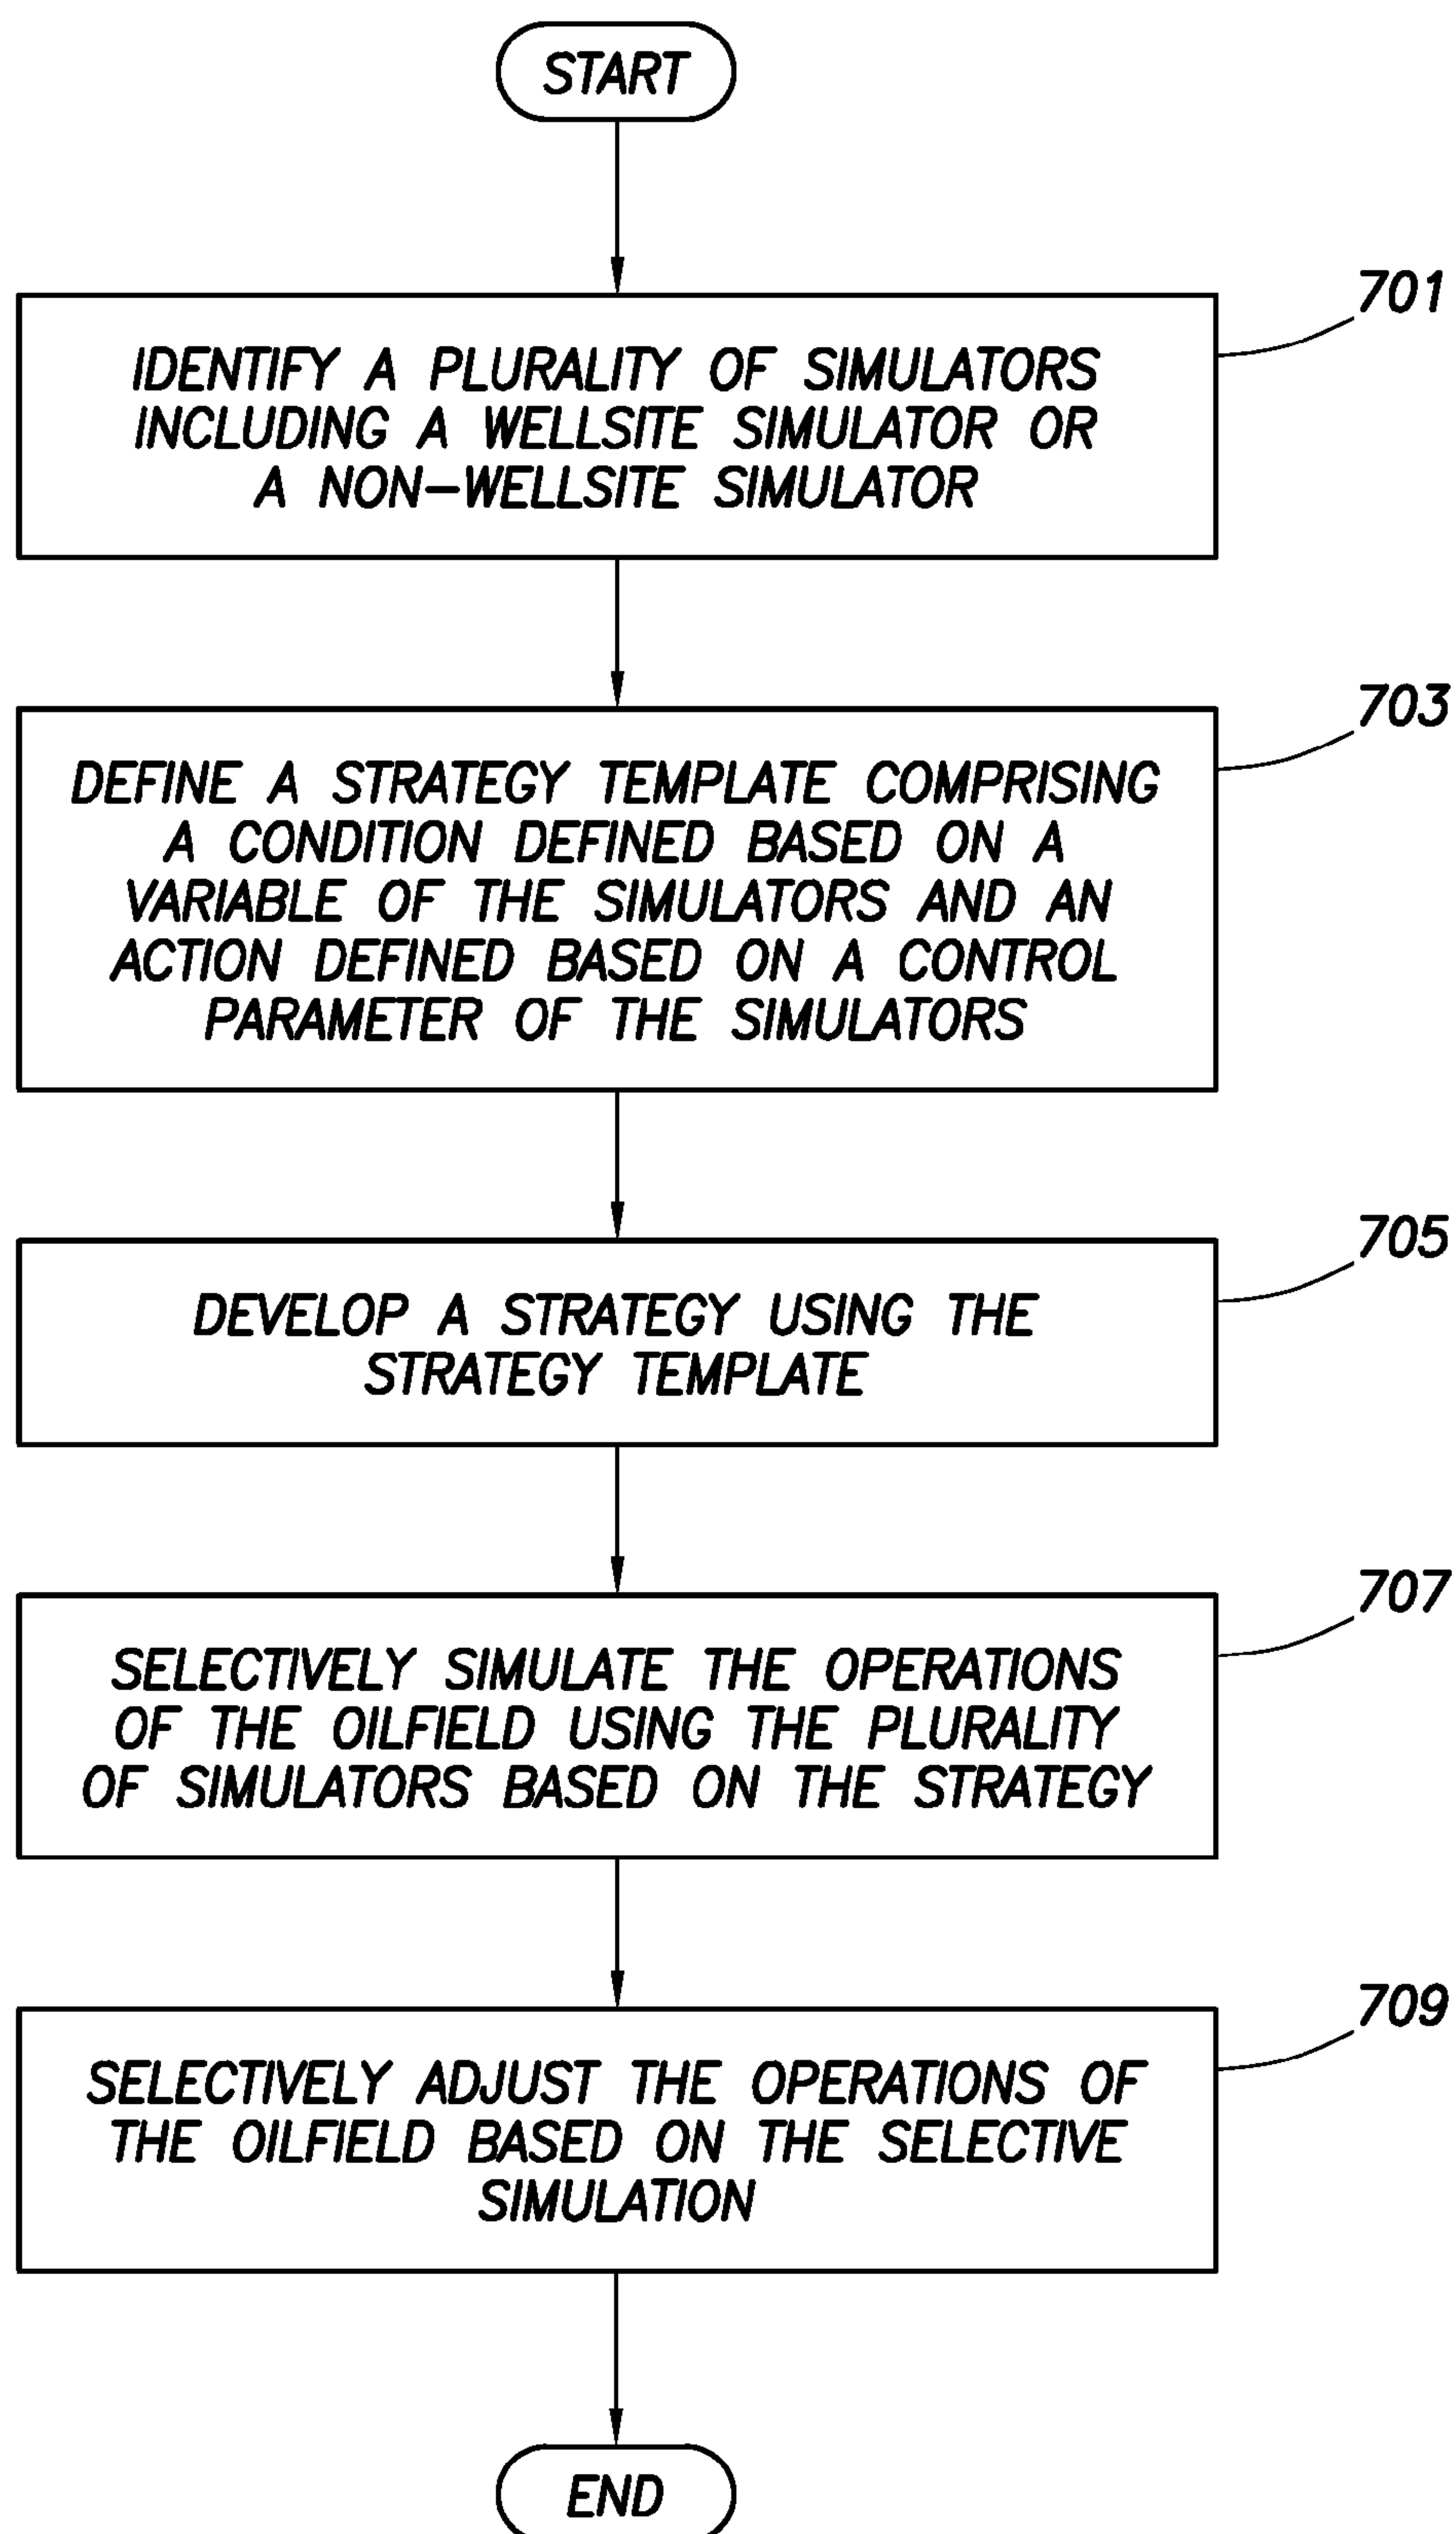 START
701
IDENTIFY A PLURALITY OF SIMULATORS
INCLUDING A WELLSITE SIMULATOR OR
A NON-WELLSITE SIMULATOR
703
DEFINE A STRATEGY TEMPLATE COMPRISING
A CONDITION DEFINED BASED ON A
VARIABLE OF THE SIMULATORS AND AN
ACTION DEFINED BASED ON A CONTROL
PARAMETER OF THE SIMULATORS
705
DEVELOP A STRATEGY USING THE
STRATEGY TEMPLATE
707
SELECTIVELY SIMULATE THE OPERATIONS
OF THE OILFIELD USING THE PLURALITY
OF SIMULATORS BASED ON THE STRATEGY
709
SELECTIVELY ADJUST THE OPERATIONS OF
THE OILFIELD BASED ON THE SELECTIVE
SIMULATION
END